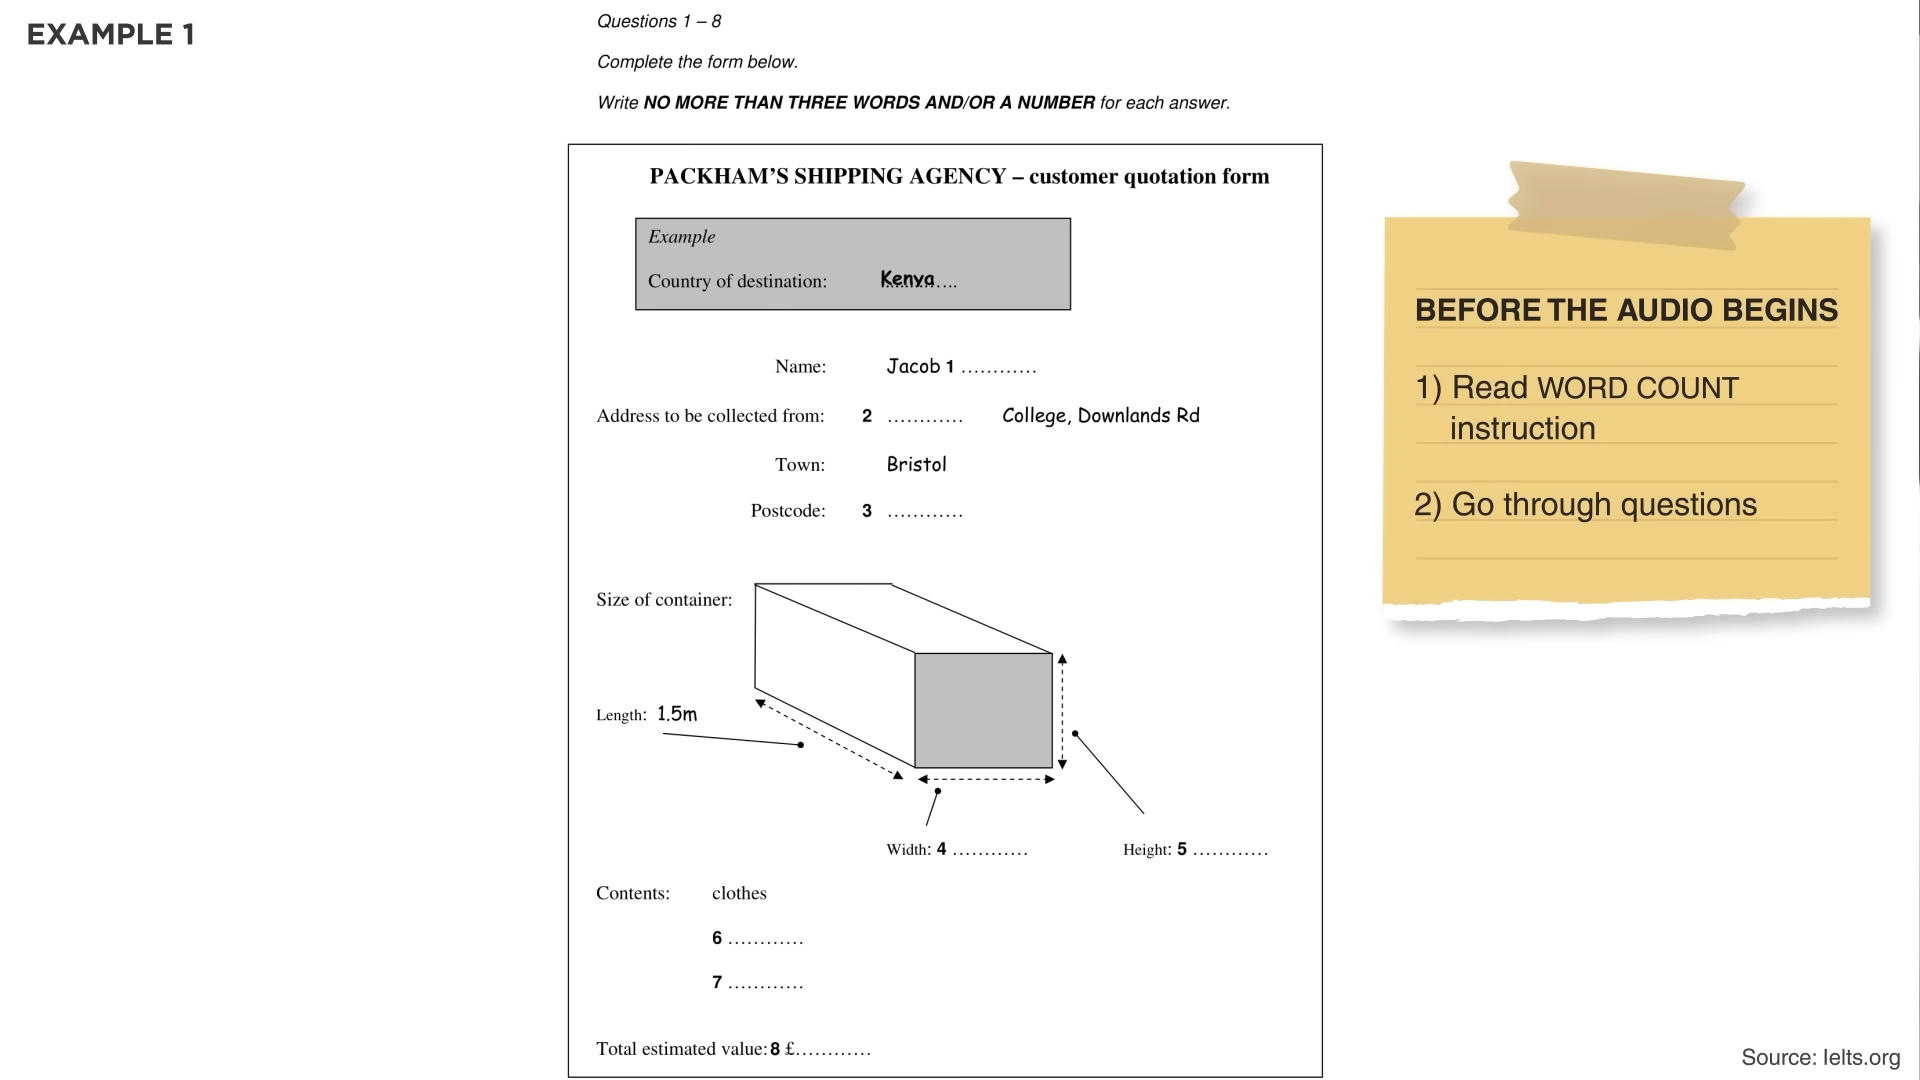 EXAMPLE 1
Questions 1 – 8
Complete the form below.
Write NO MORE THAN THREE WORDS AND/OR A NUMBER for each answer.
PACKHAM'S SHIPPING AGENCY – customer quotation form
Example
Country of destination: Kenya…….
Name: Jacob 1 …………
Address to be collected from: 2 ………… College, Downlands Rd
Town: Bristol
Postcode: 3 …………
Size of container:
Length: 1.5m
Width: 4 …………
Height: 5 …………
Contents: clothes
6 …………
7 …………
Total estimated value: 8 £…………
BEFORE THE AUDIO BEGINS
1) Read WORD COUNT
instruction
2) Go through questions
Source: Ielts.org